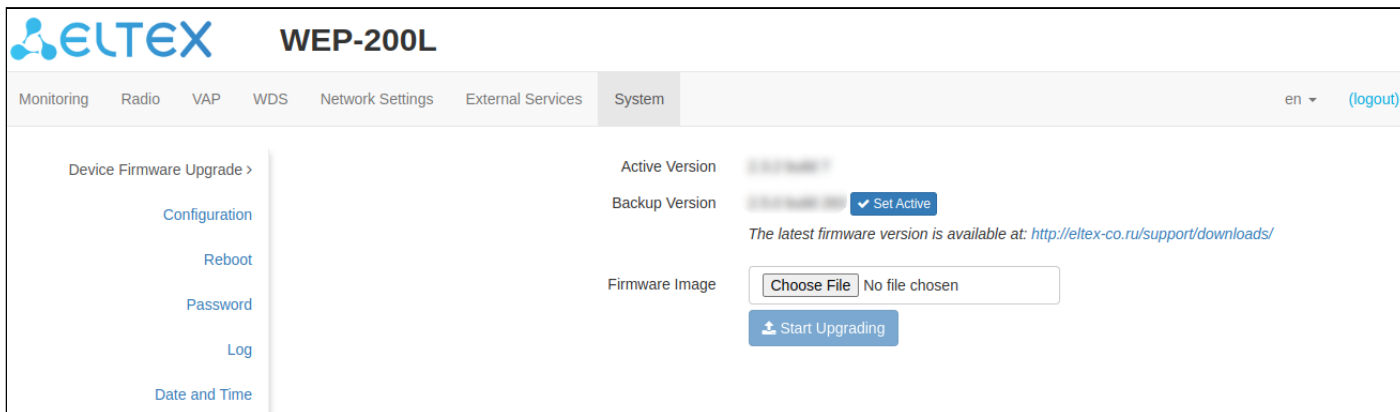 ELTEX WEP-200L
Monitoring Radio VAP WDS Network Settings External Services System en (logout)
Device Firmware Upgrade >
Configuration
Reboot
Password
Log
Date and Time
Active Version
Backup Version Set Active
The latest firmware version is available at: http://eltex-co.ru/support/downloads/
Firmware Image Choose File No file chosen
Start Upgrading